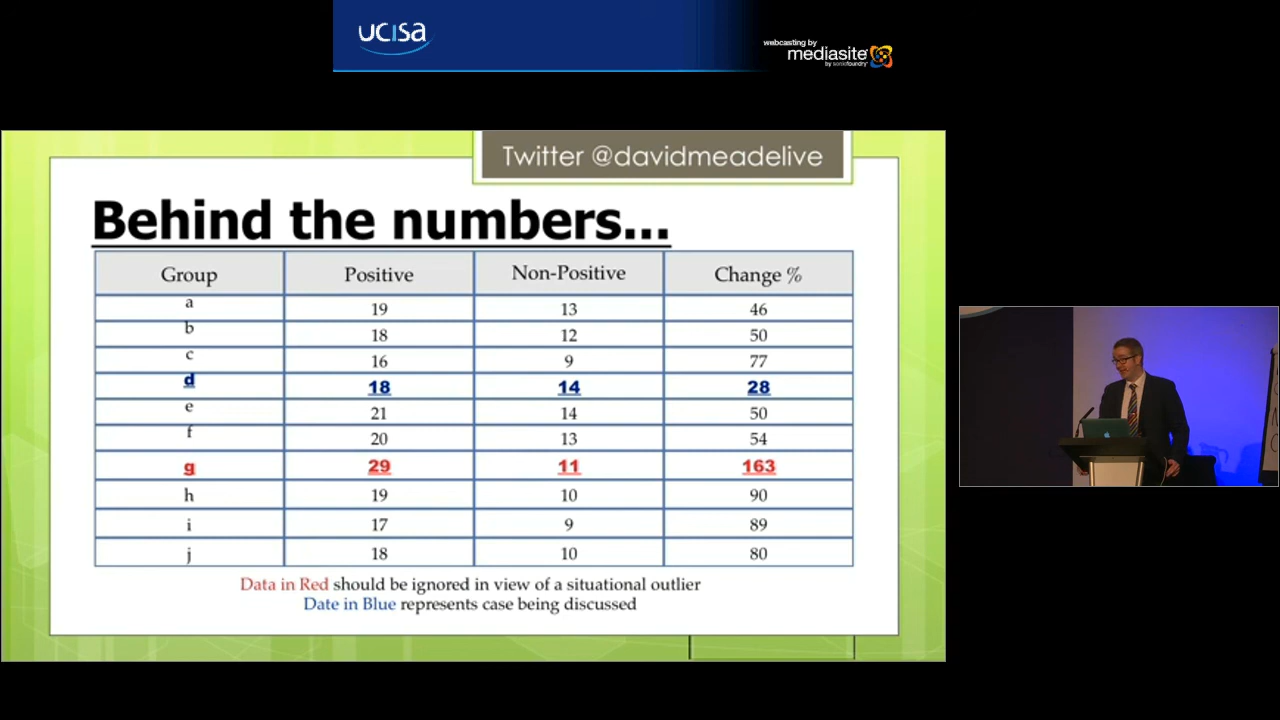 ucisa
webcasting by
mediasite
by sonicfoundry
Twitter @davidmeadelive
Behind the numbers...
Group Positive Non-Positive Change %
a 19 13 46
b 18 12 50
c 16 9 77
d 18 14 28
e 21 14 50
f 20 13 54
g 29 11 163
h 19 10 90
i 17 9 89
j 18 10 80
Data in Red should be ignored in view of a situational outlier
Date in Blue represents case being discussed